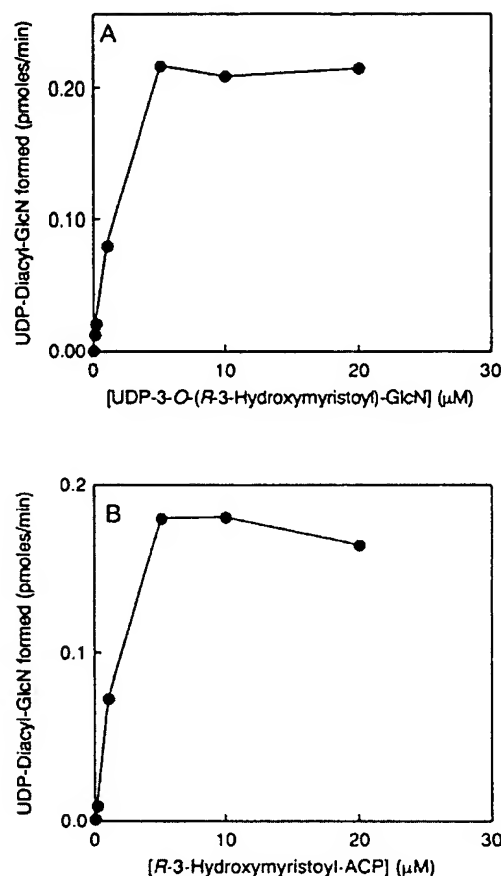 A
UDP-Diacyl-GlcN formed (pmoles/min)
0.20
0.10
0.00
0
10
20
30
[UDP-3-O-(R-3-Hydroxymyristoyl)-GlcN] (μM)
B
UDP-Diacyl-GlcN formed (pmoles/min)
0.2
0.1
0.0
0
10
20
30
[R-3-Hydroxymyristoyl-ACP] (μM)